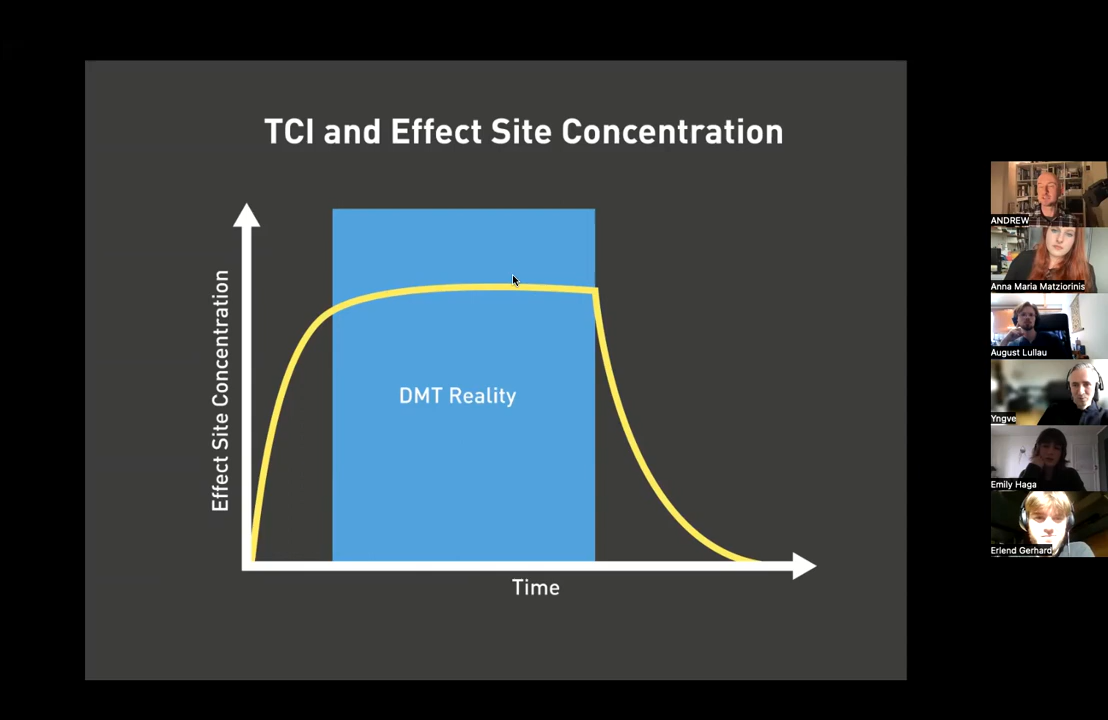 TCI and Effect Site Concentration
Effect Site Concentration
DMT Reality
Time
ANDREW
Anna Maria Matziorinis
August Lullau
Yngve
Emily Haga
Erlend Gerhard